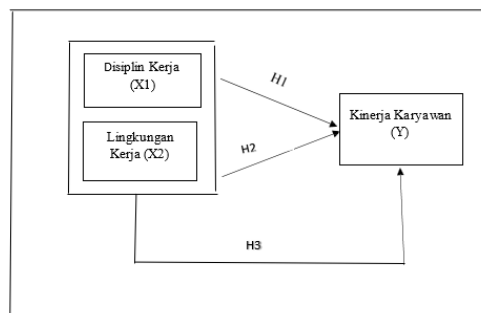 Disiplin Kerja
(X1)
H1
Kinerja Karyawan
(Y)
Lingkungan
Kerja (X2)
H2
H3